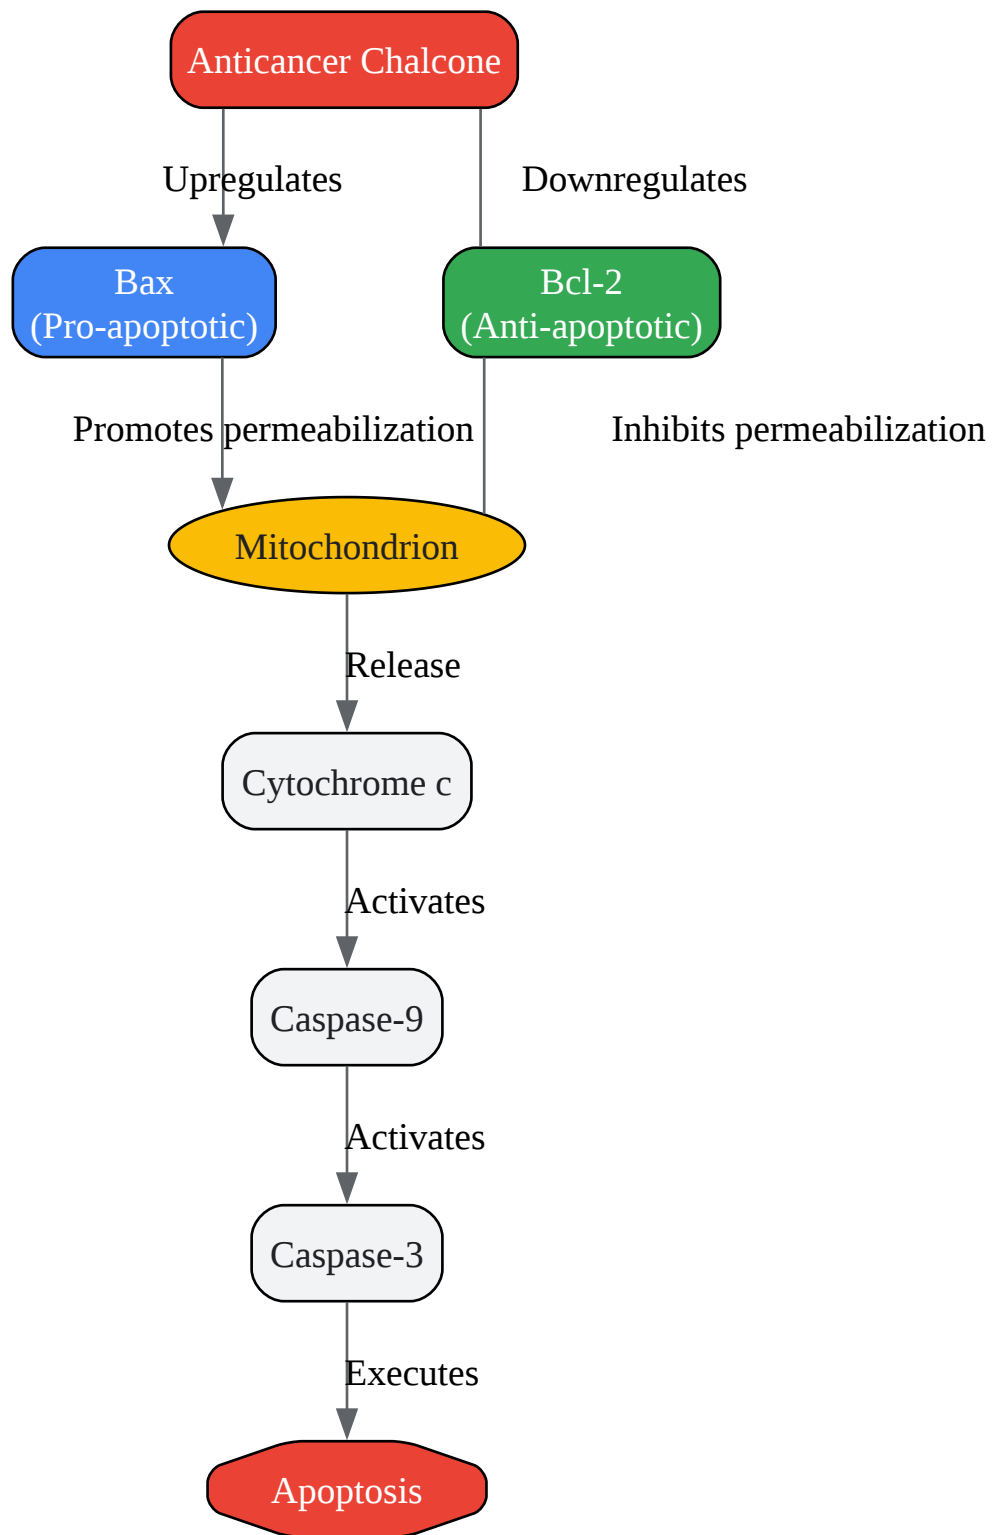 Anticancer Chalcone
Upregulates
Downregulates
Bax
(Pro-apoptotic)
Bcl-2
(Anti-apoptotic)
Promotes permeabilization
Inhibits permeabilization
Mitochondrion
Release
Cytochrome c
Activates
Caspase-9
Activates
Caspase-3
Executes
Apoptosis